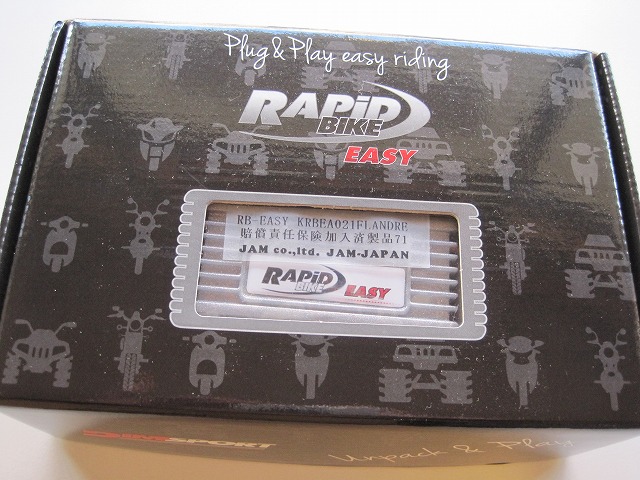 Plug & Play easy riding
RAPiD
BIKE
EASY
RB-EASY KRBEA021FLANDRE
賠償責任保険加入済製品71
JAM co.,ltd. JAM-JAPAN
RAPiD
BIKE
EASY
SPORT
Unpack & Play